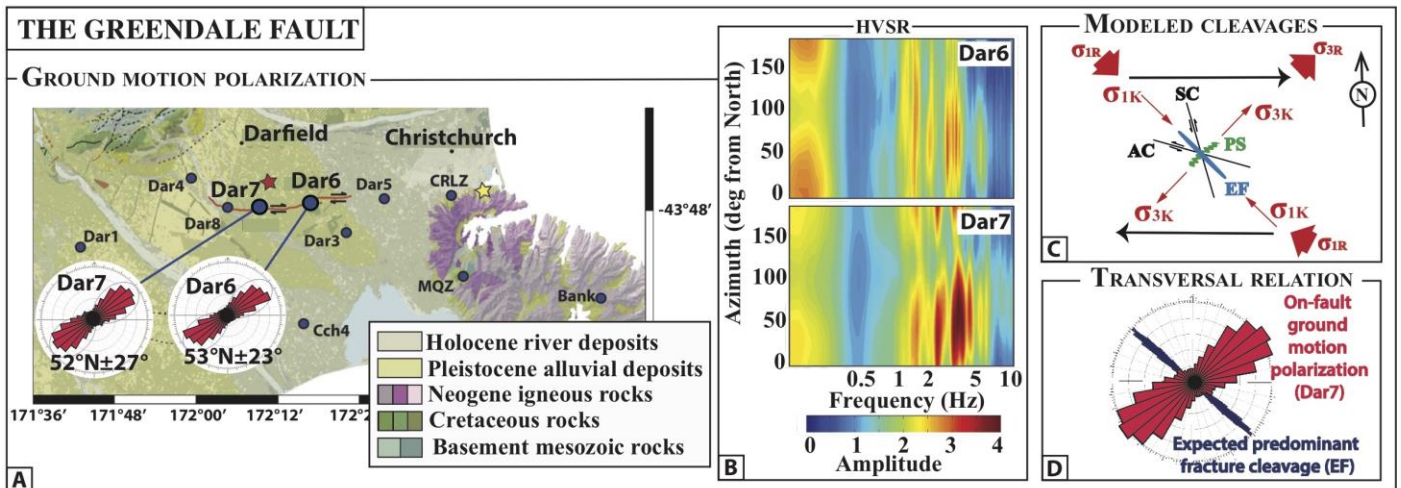 THE GREENDALE FAULT
GROUND MOTION POLARIZATION
Darfield
Christchurch
Dar4
Dar7
Dar6
Dar5
CRLZ
Dar8
Dar3
Dar1
MQZ
Bank
Cch4
-43°48'
Dar7
52°N±27°
Dar6
53°N±23°
Holocene river deposits
Pleistocene alluvial deposits
Neogene igneous rocks
Cretaceous rocks
Basement mesozoic rocks
171°36' 171°48' 172°00' 172°12' 172°2
A
HVSR
Dar6
150
100
50
0
Dar7
150
100
50
0
Azimuth (deg from North)
0.5 1 2 5 10
Frequency (Hz)
0 1 2 3 4
Amplitude
B
MODELED CLEAVAGES
σ1R
σ3R
N
σ1K
SC
σ3K
AC
PS
EF
σ3K
σ1K
σ1R
C
TRANSVERSAL RELATION
On-fault
ground
motion
polarization
(Dar7)
Expected predominant
fracture cleavage (EF)
D